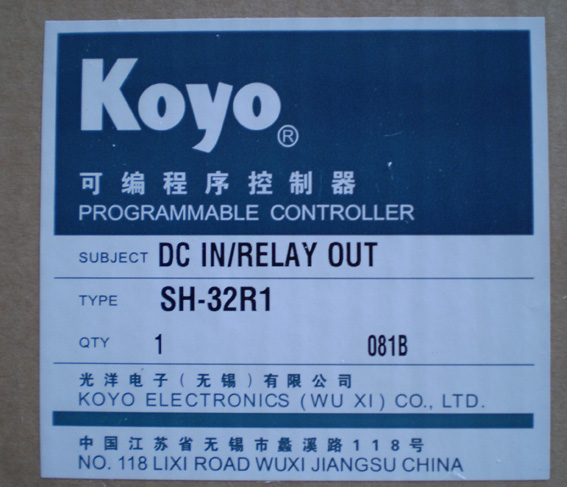 Koyo®
可编程序控制器
PROGRAMMABLE CONTROLLER
SUBJECT DC IN/RELAY OUT
TYPE SH-32R1
QTY 1 081B
光洋电子(无锡)有限公司
KOYO ELECTRONICS (WU XI) CO., LTD.
中国江苏省无锡市蠡溪路118号
NO. 118 LIXI ROAD WUXI JIANGSU CHINA